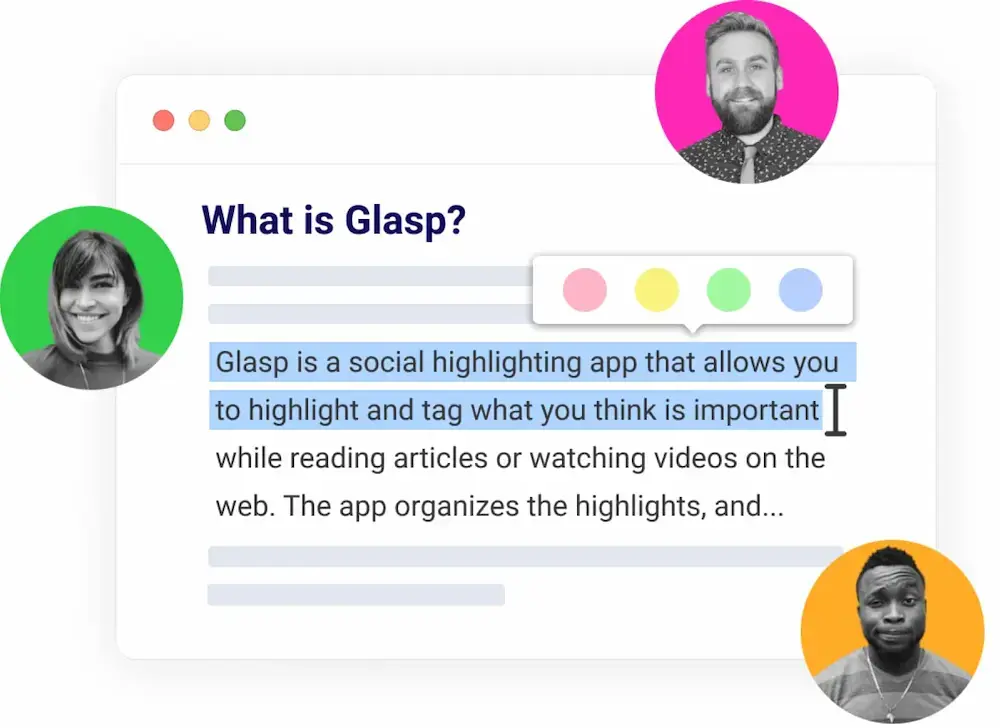 What is Glasp?
Glasp is a social highlighting app that allows you
to highlight and tag what you think is important
while reading articles or watching videos on the
web. The app organizes the highlights, and...